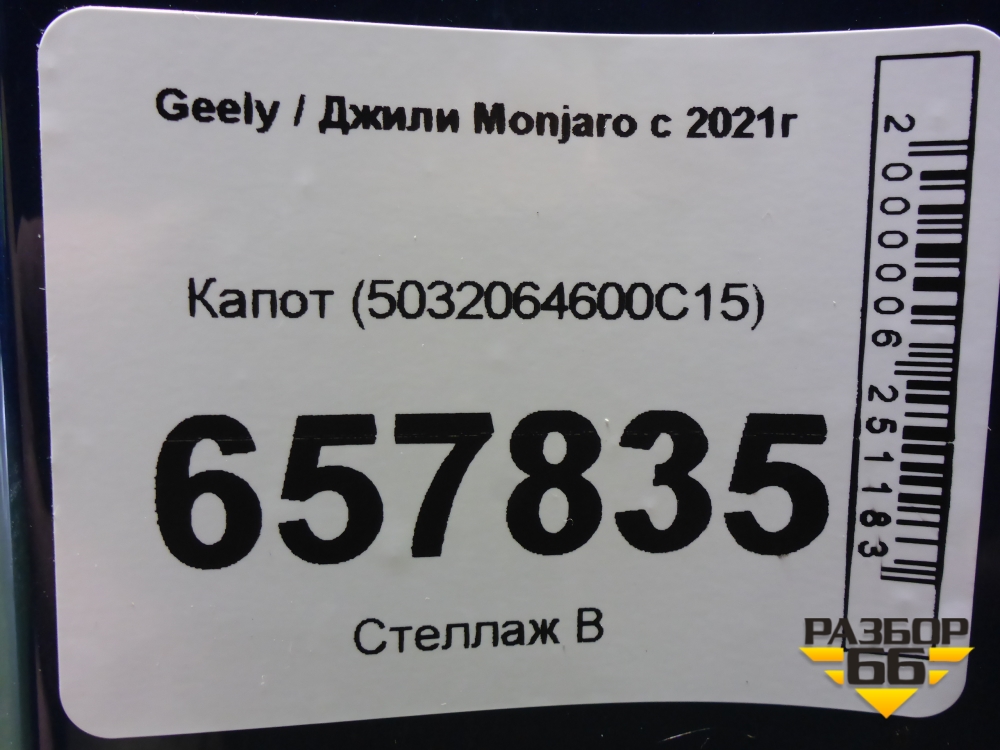 Geely / Джили Monjaro с 2021г
Капот (5032064600C15)
657835
Стеллаж В
2000006251183
РАЗБОР
66